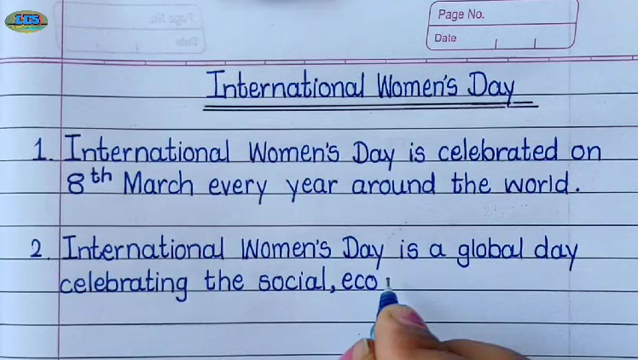 LES
Page No.
Date
International Women's Day
1. International Women's Day is celebrated on
8th March every year around the world.
2. International Women's Day is a global day
celebrating the social, eco